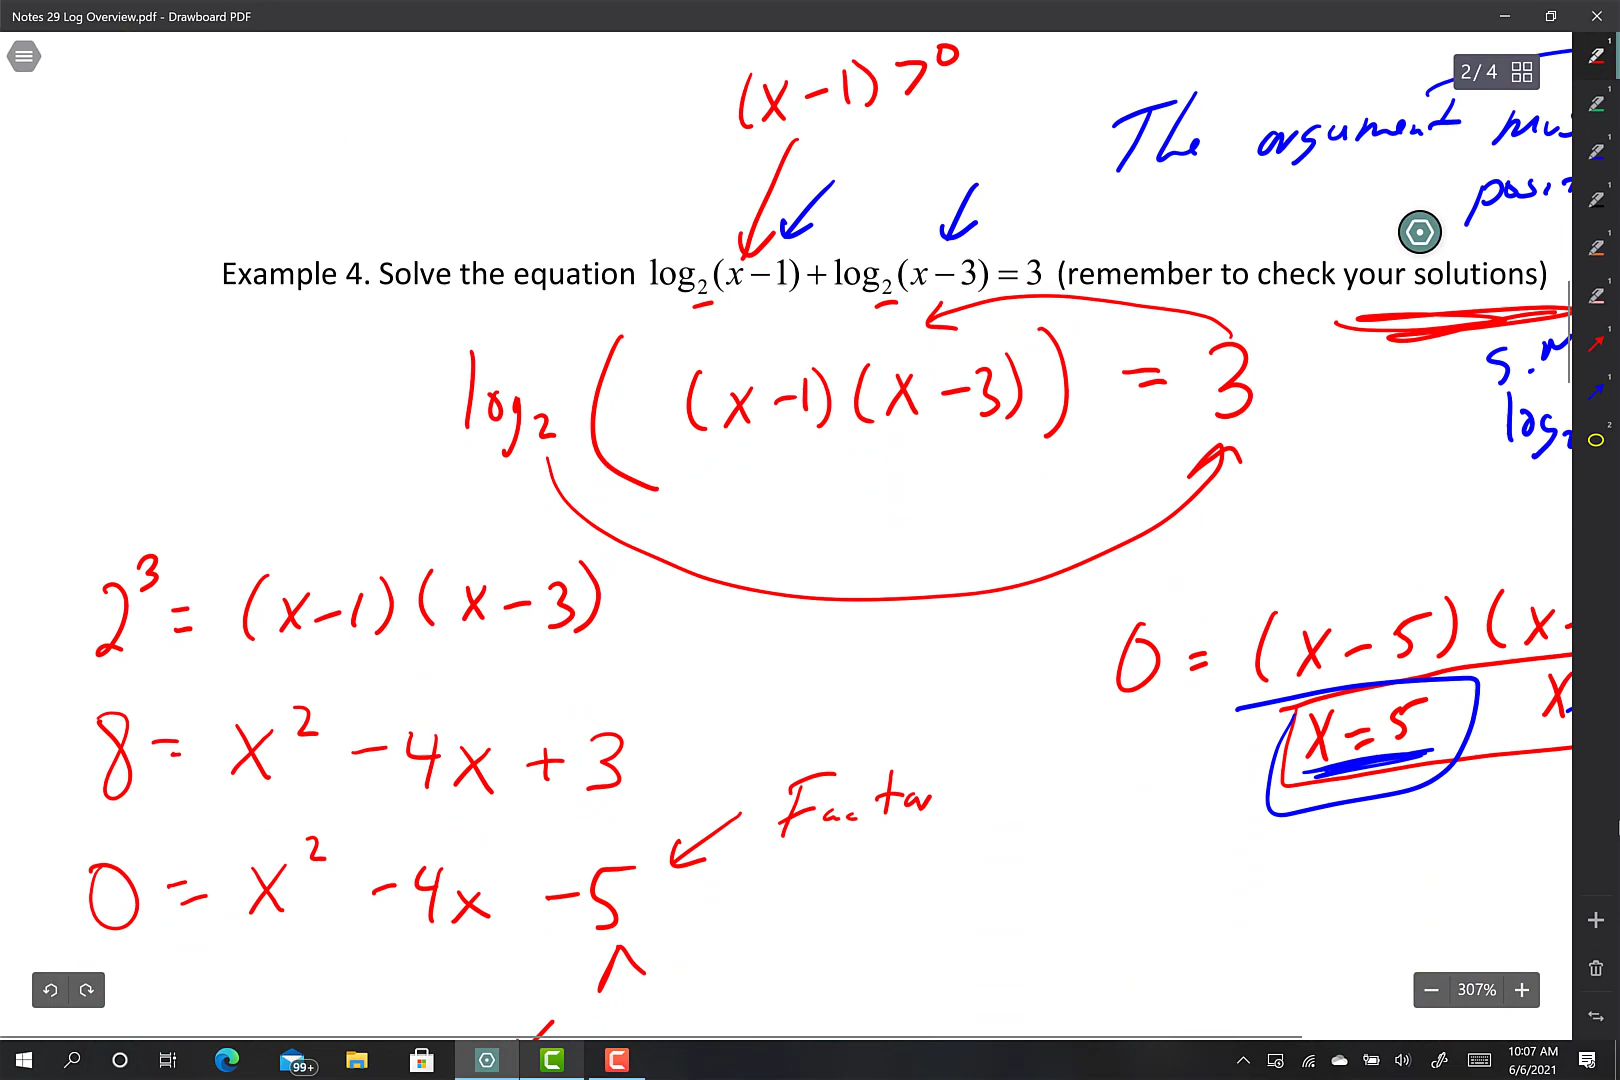 Notes 29 Log Overview.pdf - Drawboard PDF
2 / 4
(x-1) > 0
The argument
Example 4. Solve the equation log₂(x−1)+log₂(x−3)=3 (remember to check your solutions)
log₂ ( (x-1)(x-3) ) = 3
log₂
2³ = (x-1)(x-3)
0 = (x-5)(x-
8 = x² - 4x + 3
x = 5
x
Factor
0 = x² - 4x - 5
307%
99+
10:07 AM
6/6/2021